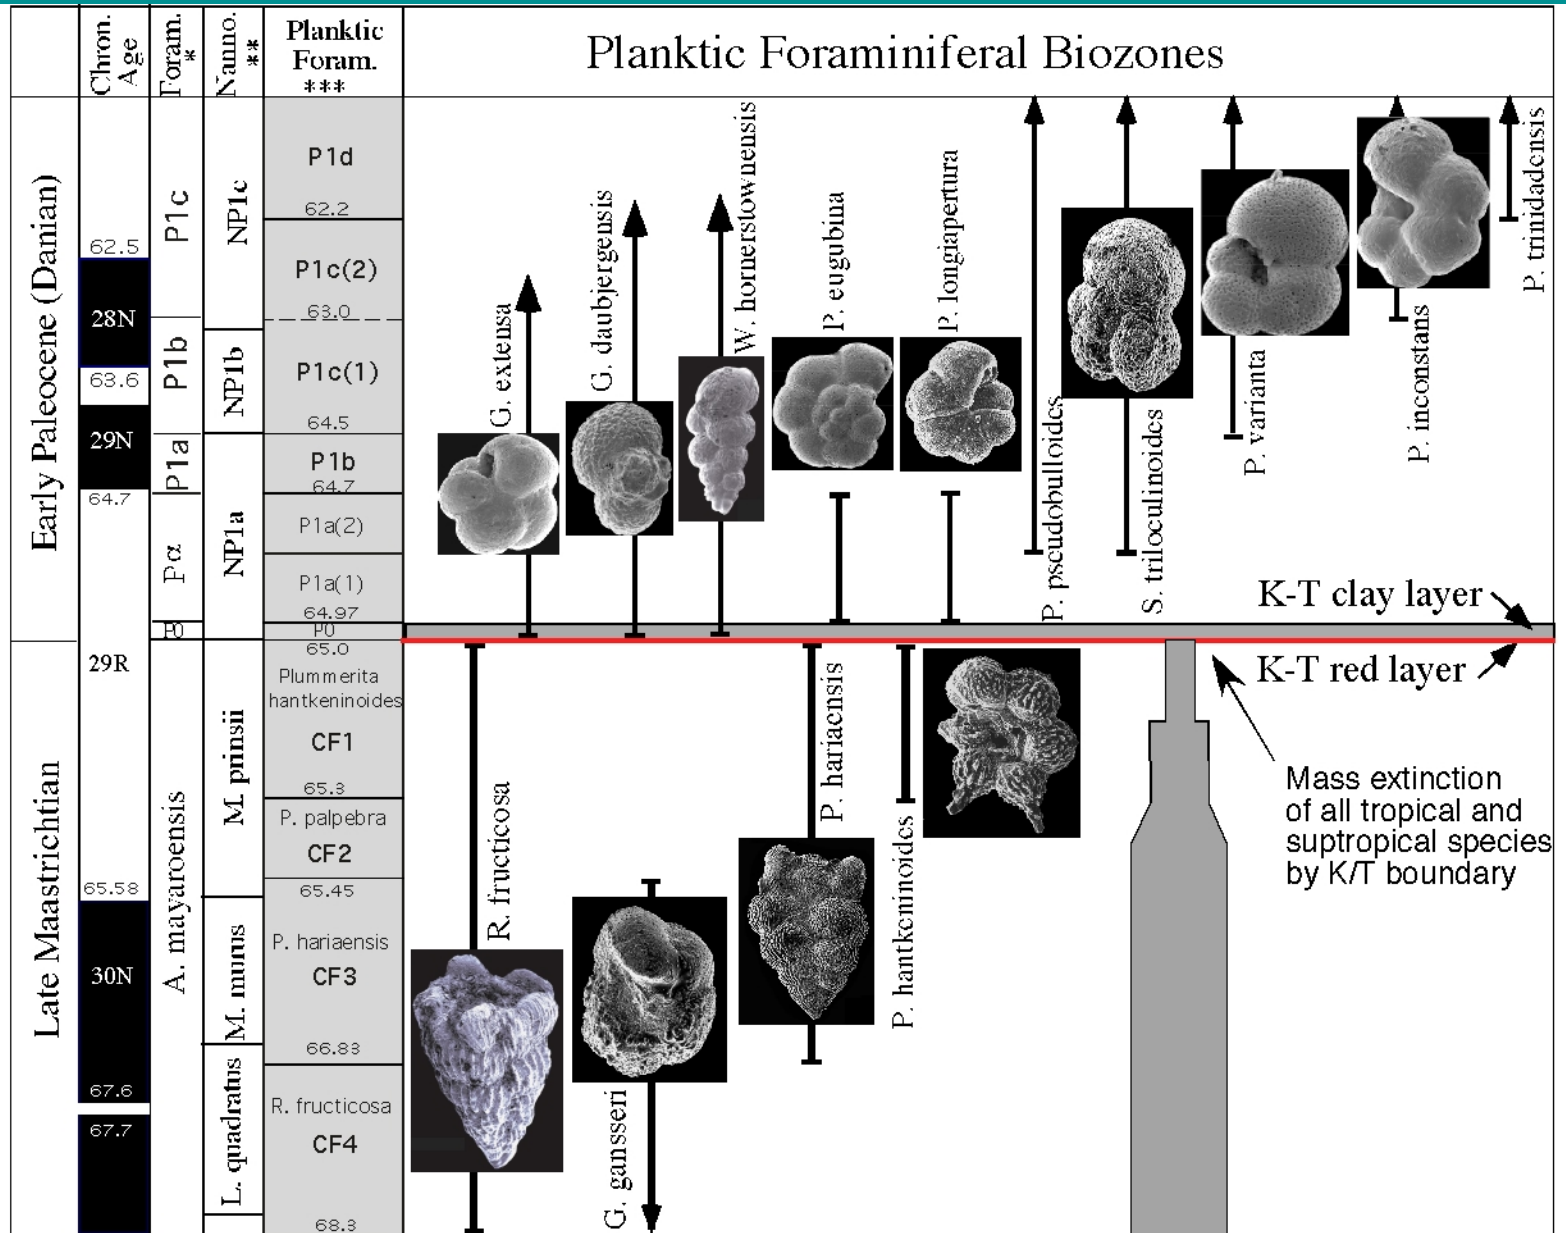 Chron.
Age
Foram.
*
Nanno.
**
Planktic
Foram.
***
Planktic Foraminiferal Biozones
Early Paleocene (Danian)
Late Maastrichtian
62.5
28N
63.6
29N
64.7
29R
65.58
30N
67.6
67.7
P1c
P1b
P1a
Pα
P0
A. mayaroensis
NP1c
NP1b
NP1a
M. prinsii
M. murus
L. quadratus
P1d
62.2
P1c(2)
63.0
P1c(1)
64.5
P1b
64.7
P1a(2)
P1a(1)
64.97
P0
65.0
Plummerita
hantkeninoides
CF1
65.3
P. palpebra
CF2
65.45
P. hariaensis
CF3
66.83
R. fructicosa
CF4
68.3
G. extensa
G. daubjergensis
W. hornerstownensis
P. eugubina
P. longiapertura
P. pseudobulloides
S. triloculinoides
P. varianta
P. inconstans
P. trinidadensis
K-T clay layer
K-T red layer
R. fructicosa
G. gansseri
P. hariaensis
P. hantkeninoides
Mass extinction
of all tropical and
suptropical species
by K/T boundary